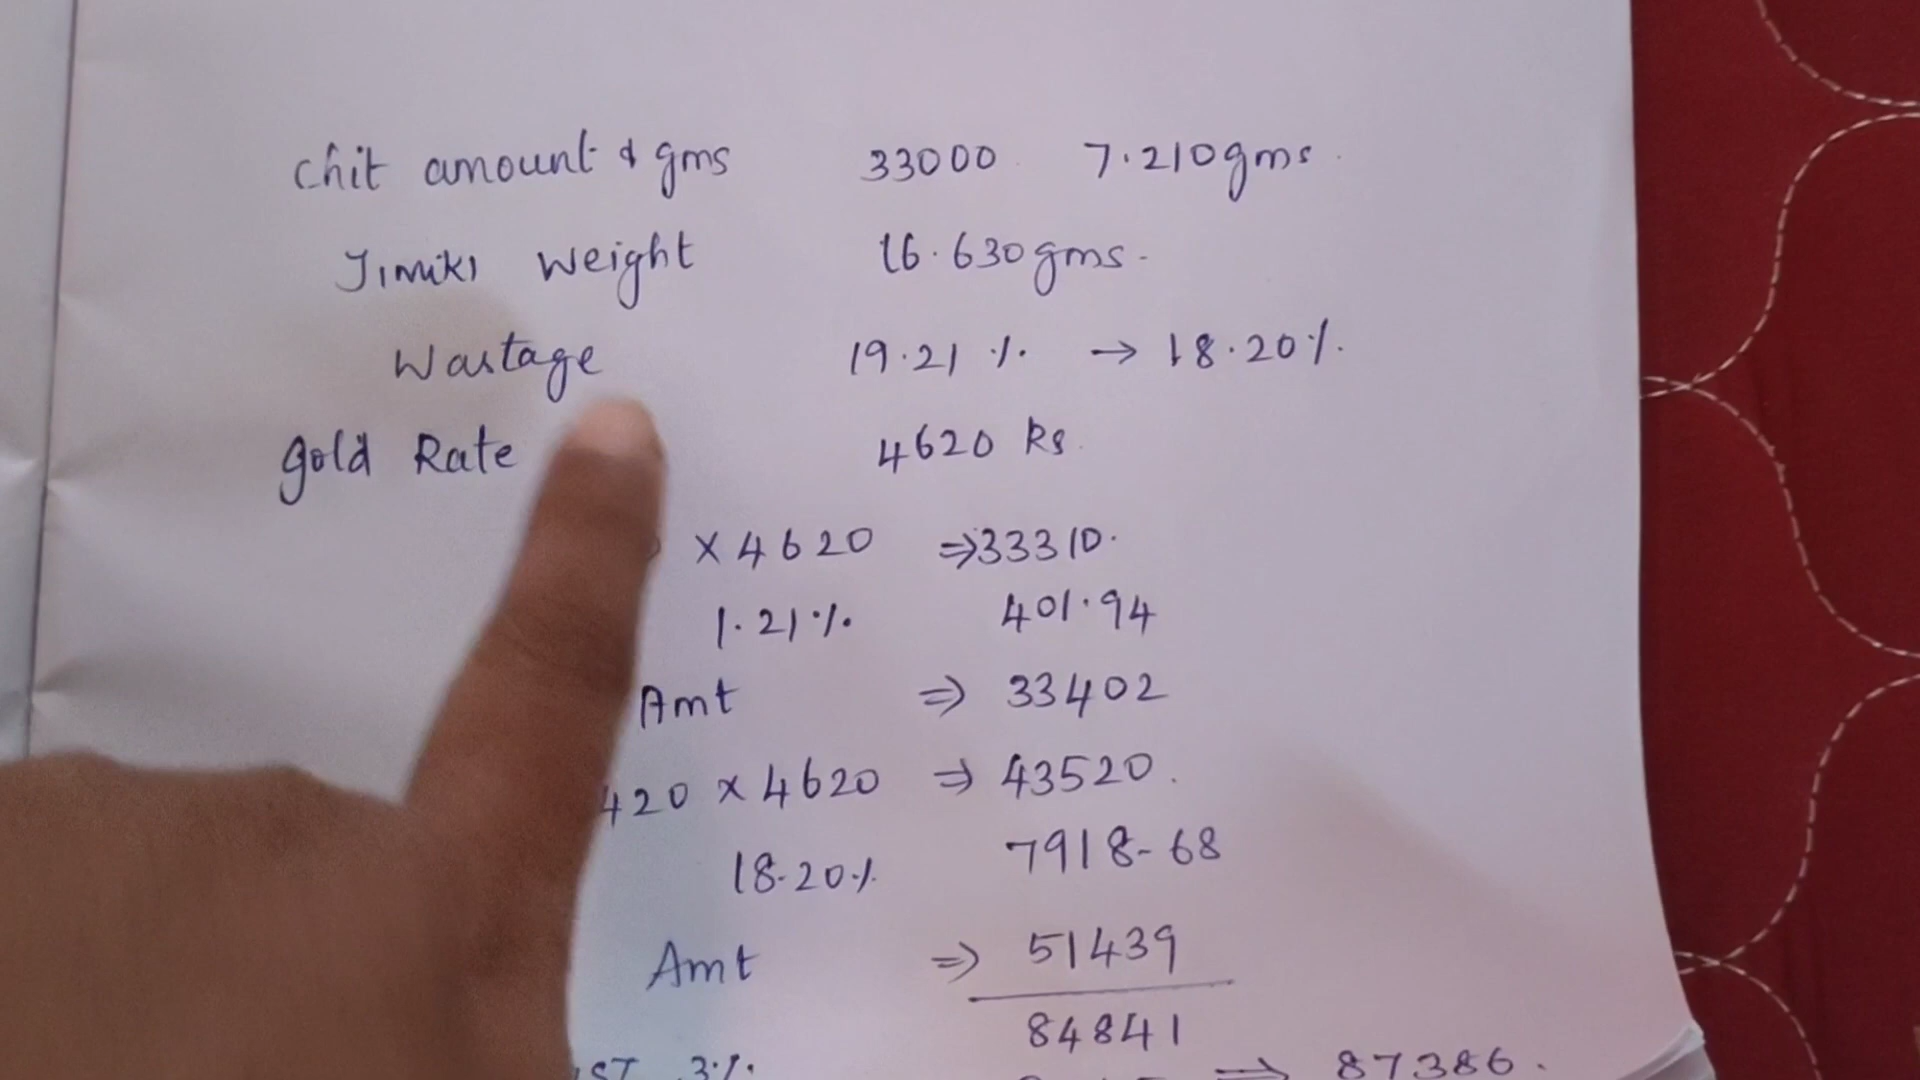 Chit amount & gms 33000 7.210gms.
Jimiki weight 16.630gms.
Wastage 19.21 % → 18.20%.
gold Rate 4620 Rs.
x 4620 ⇒ 33310.
1.21% 401.94
Amt ⇒ 33402
420 x 4620 ⇒ 43520.
18.20% 7918-68
Amt ⇒ 51439
84841
ST 3%. ⇒ 87386.